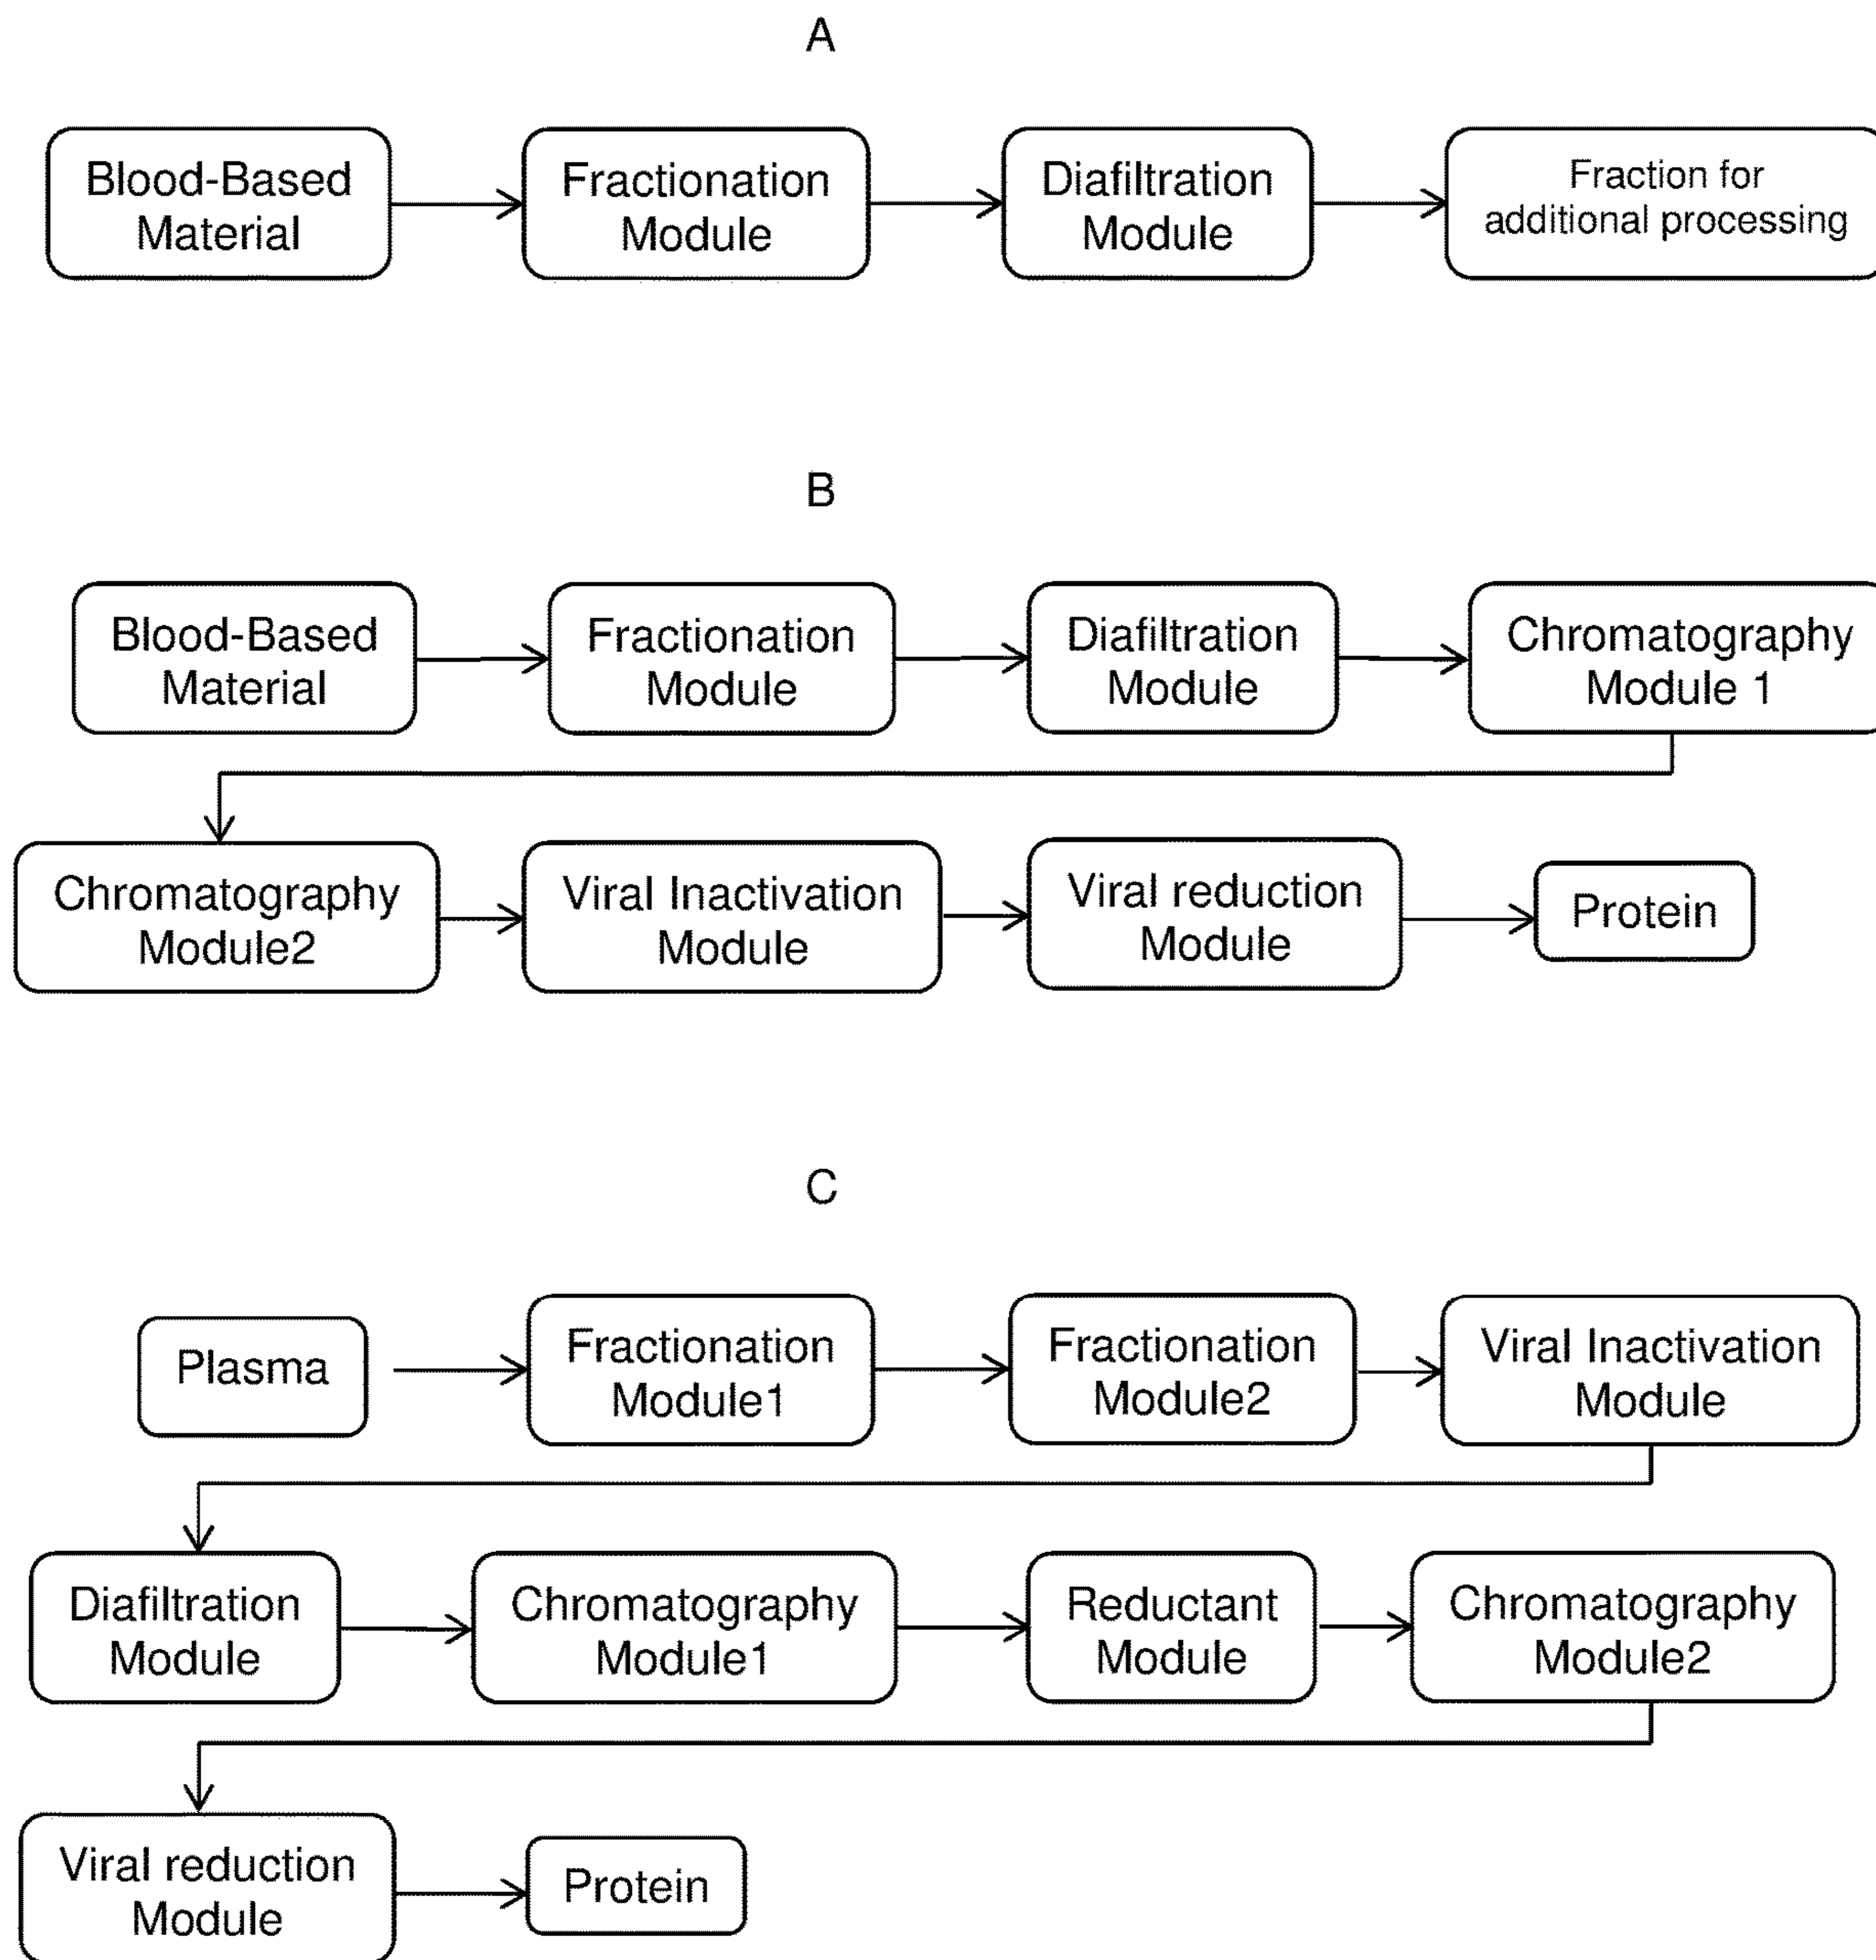 A
Blood-Based
Material
Fractionation
Module
Diafiltration
Module
Fraction for
additional processing
B
Blood-Based
Material
Fractionation
Module
Diafiltration
Module
Chromatography
Module 1
Chromatography
Module2
Viral Inactivation
Module
Viral reduction
Module
Protein
C
Plasma
Fractionation
Module1
Fractionation
Module2
Viral Inactivation
Module
Diafiltration
Module
Chromatography
Module1
Reductant
Module
Chromatography
Module2
Viral reduction
Module
Protein